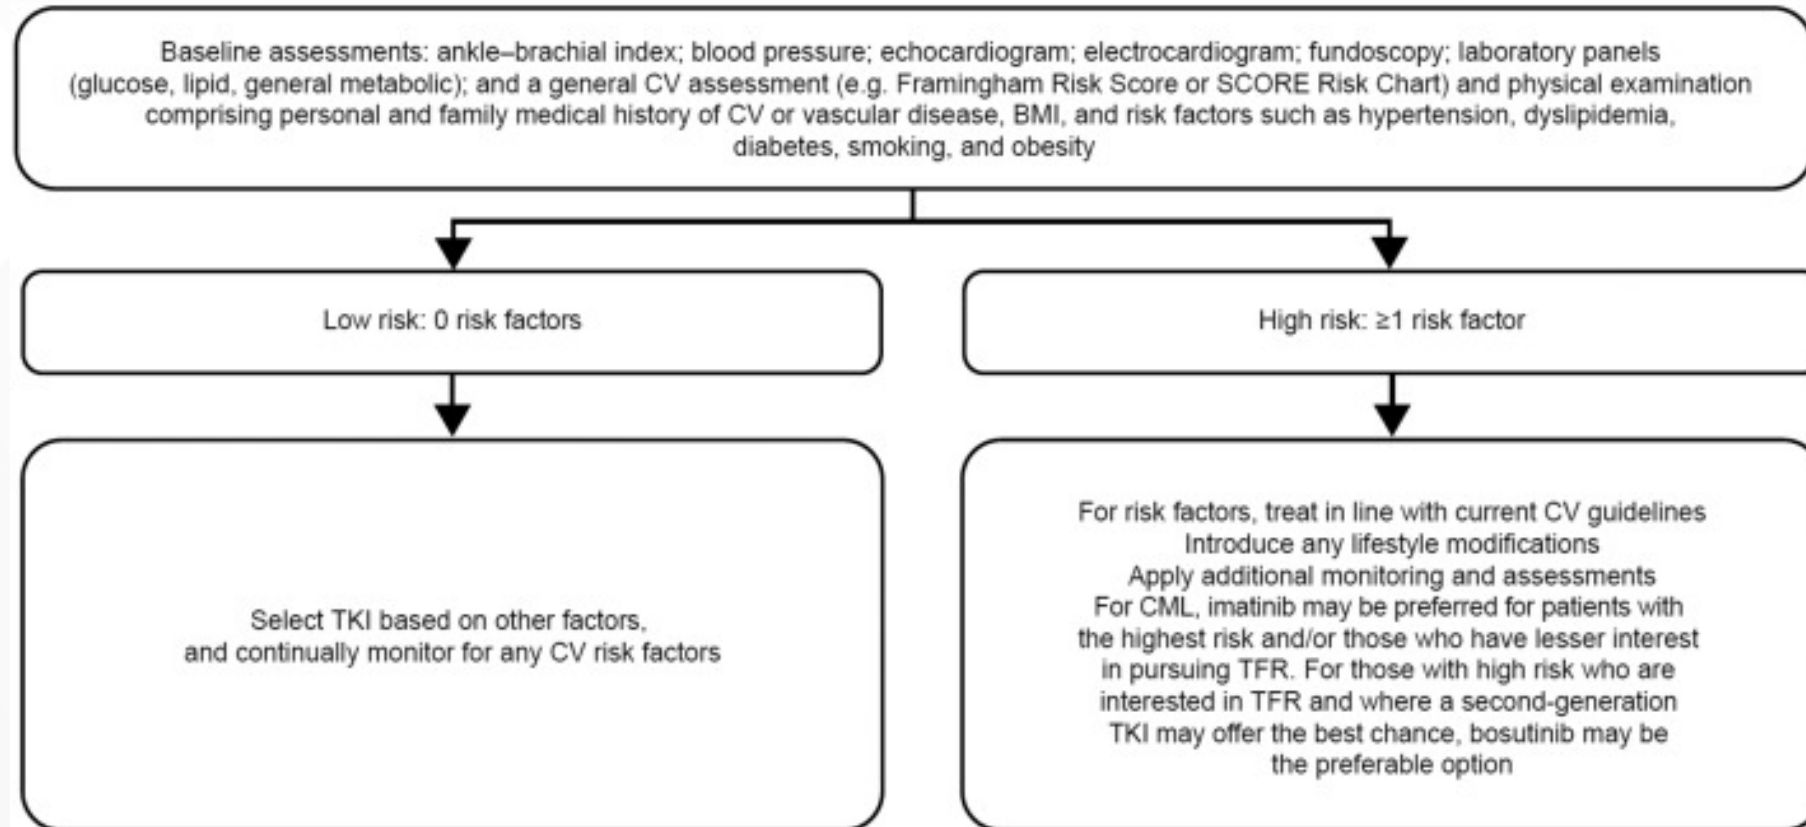 Baseline assessments: ankle–brachial index; blood pressure; echocardiogram; electrocardiogram; fundoscopy; laboratory panels
(glucose, lipid, general metabolic); and a general CV assessment (e.g. Framingham Risk Score or SCORE Risk Chart) and physical examination
comprising personal and family medical history of CV or vascular disease, BMI, and risk factors such as hypertension, dyslipidemia,
diabetes, smoking, and obesity
Low risk: 0 risk factors
High risk: ≥1 risk factor
Select TKI based on other factors,
and continually monitor for any CV risk factors
For risk factors, treat in line with current CV guidelines
Introduce any lifestyle modifications
Apply additional monitoring and assessments
For CML, imatinib may be preferred for patients with
the highest risk and/or those who have lesser interest
in pursuing TFR. For those with high risk who are
interested in TFR and where a second-generation
TKI may offer the best chance, bosutinib may be
the preferable option